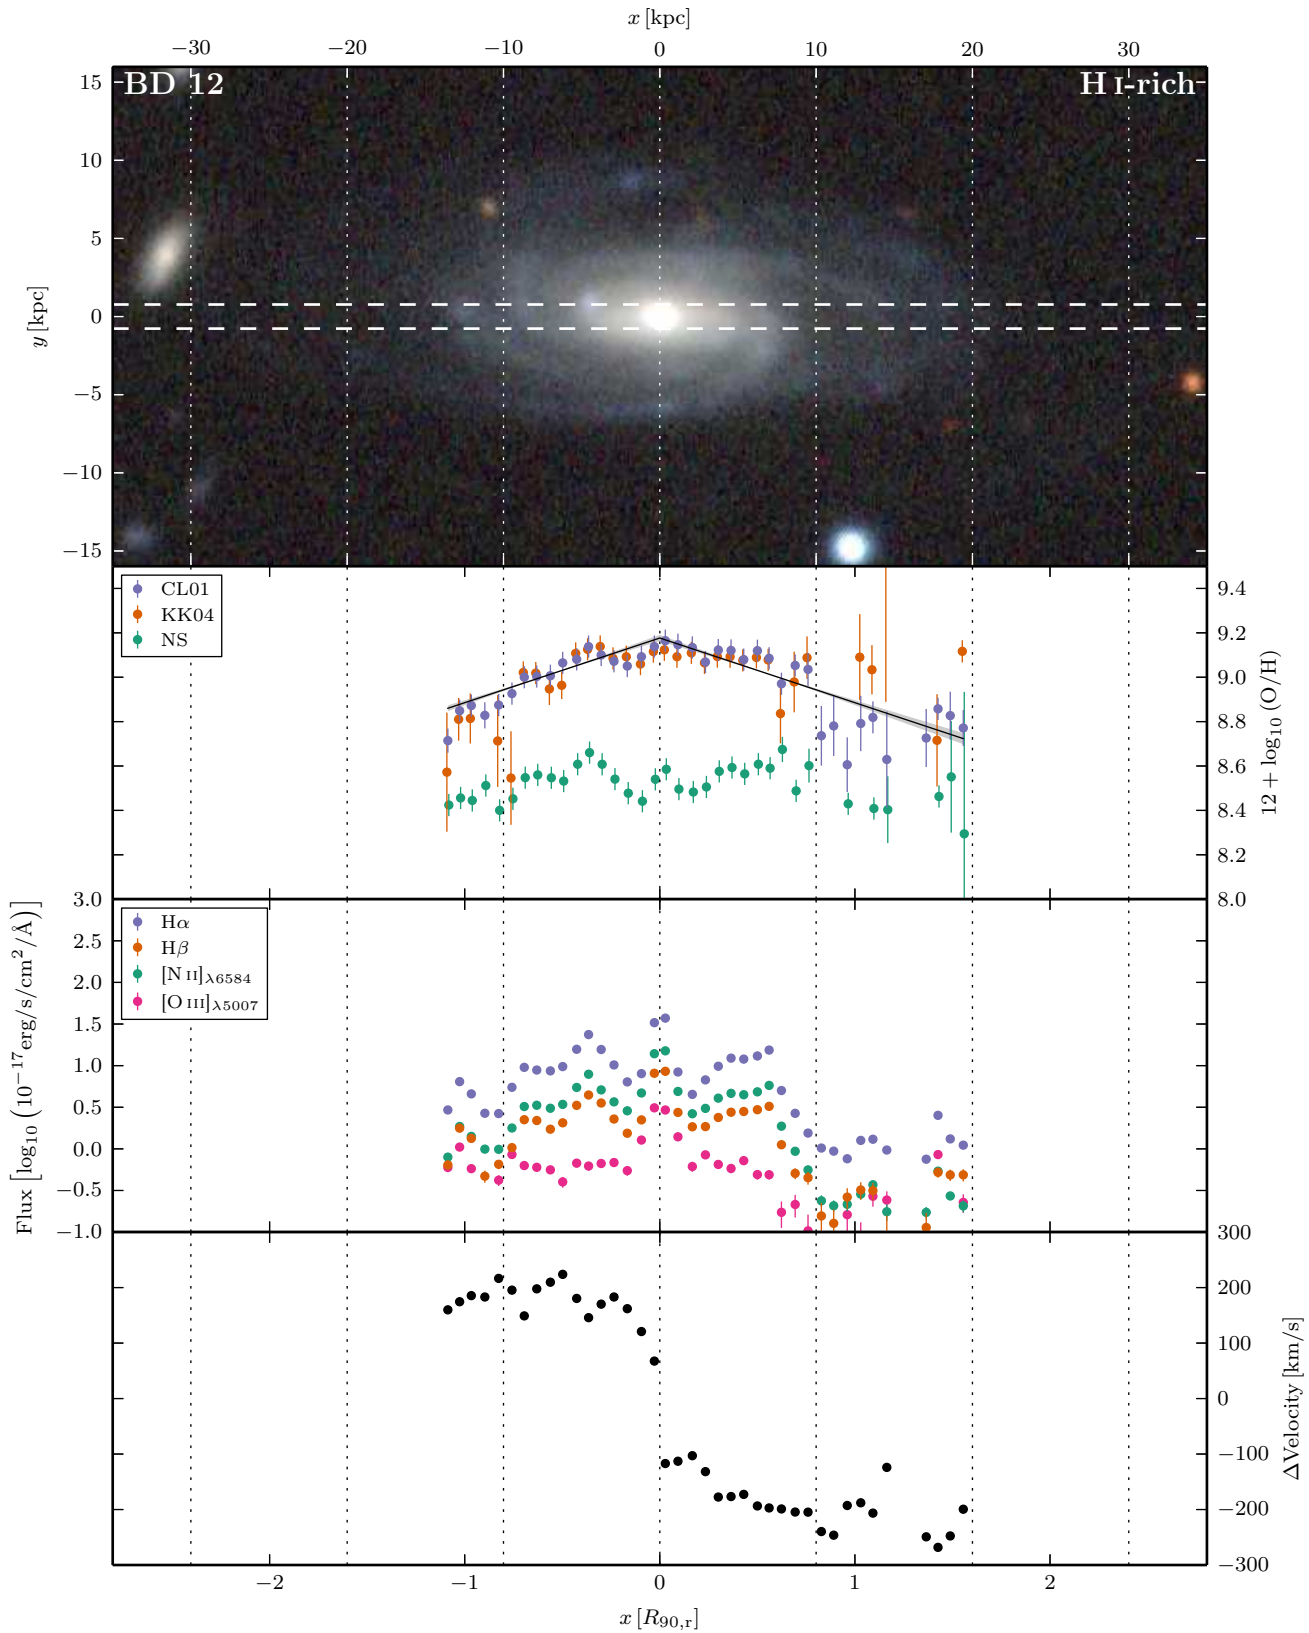 x [kpc]
−30 −20 −10 0 10 20 30
BD 12
H I-rich
y [kpc]
15
10
5
0
−5
−10
−15
CL01
KK04
NS
12 + log₁₀ (O/H)
9.4
9.2
9.0
8.8
8.6
8.4
8.2
8.0
Hα
Hβ
[N II]λ6584
[O III]λ5007
Flux [log₁₀ (10⁻¹⁷erg/s/cm²/Å)]
3.0
2.5
2.0
1.5
1.0
0.5
0.0
−0.5
−1.0
ΔVelocity [km/s]
300
200
100
0
−100
−200
−300
−2 −1 0 1 2
x [R₉₀,ᵣ]